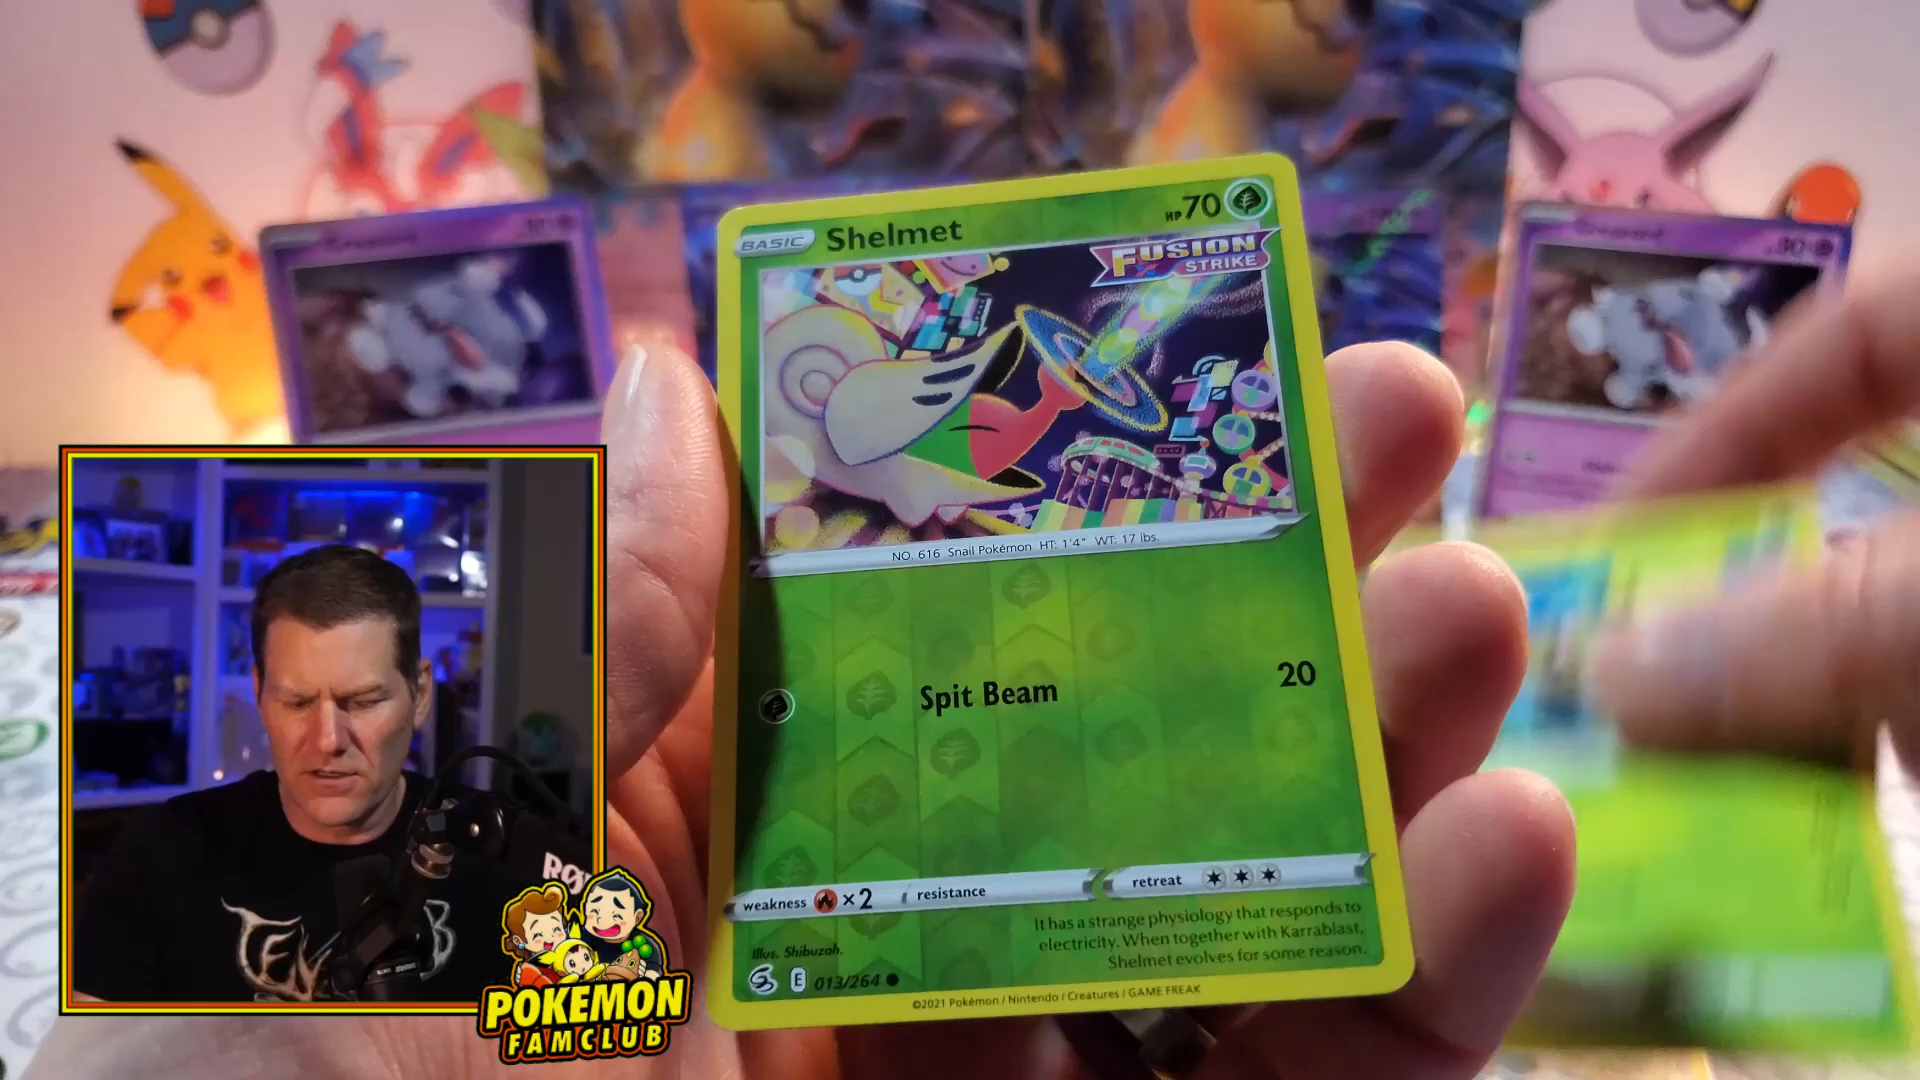 BASIC Shelmet HP70
FUSION STRIKE
NO. 616 Snail Pokémon HT: 1'4" WT: 17 lbs.
Spit Beam 20
weakness ×2 resistance retreat
It has a strange physiology that responds to
electricity. When together with Karrablast,
Shelmet evolves for some reason.
Illus. Shibuzoh.
E 013/264
©2021 Pokémon / Nintendo / Creatures / GAME FREAK
POKEMON
FAMCLUB